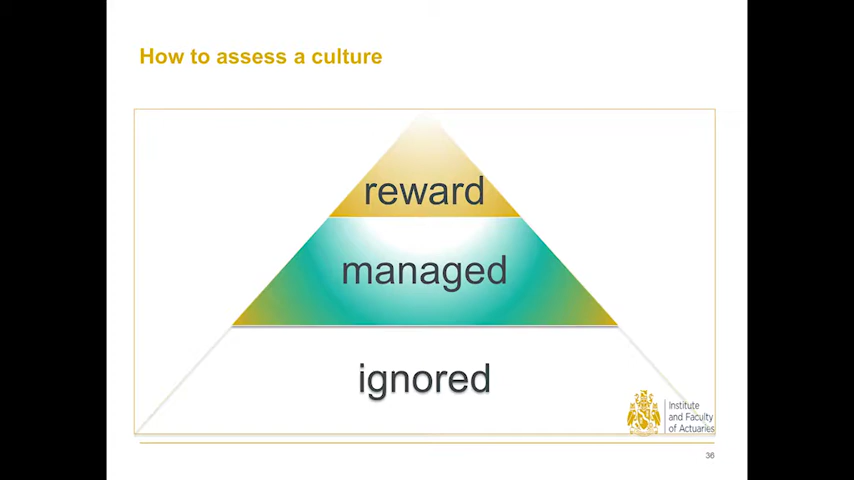 How to assess a culture
reward
managed
ignored
Institute
and Faculty
of Actuaries
36